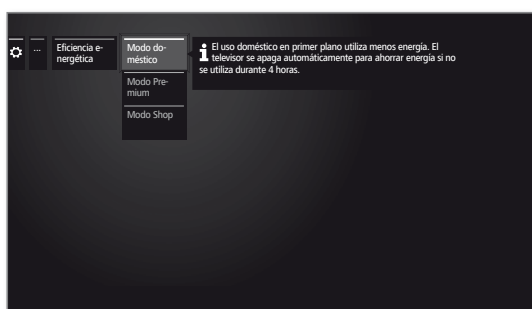 ...
Eficiencia e-
nergética
Modo do-
méstico
Modo Pre-
mium
Modo Shop
El uso doméstico en primer plano utiliza menos energía. El
televisor se apaga automáticamente para ahorrar energía si no
se utiliza durante 4 horas.